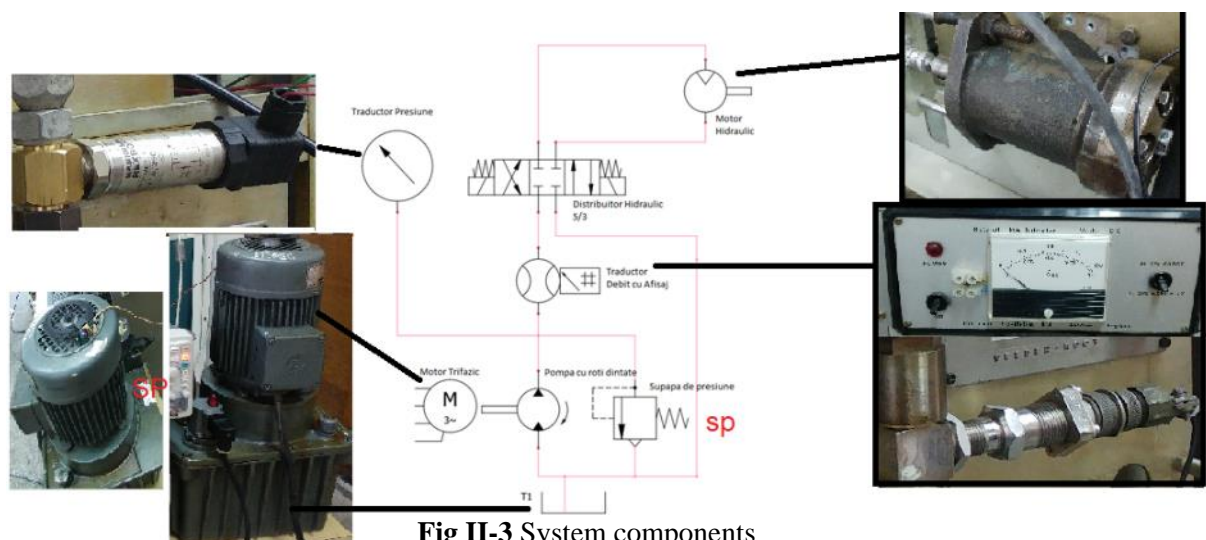 Traductor Presiune
Motor
Hidraulic
Distribuitor Hidraulic
5/3
Traductor
Debit cu Afisaj
Motor Trifazic
M
3~
Pompa cu roti dintate
Supapa de presiune
sp
SP
T1
Fig II-3 System components